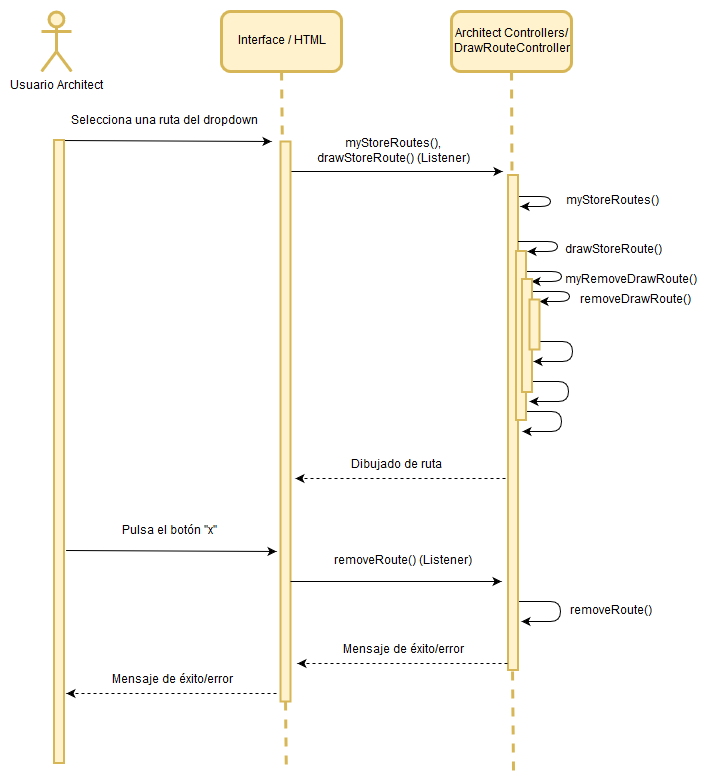 Interface / HTML
Architect Controllers/
DrawRouteController
Usuario Architect
Selecciona una ruta del dropdown
myStoreRoutes(),
drawStoreRoute() (Listener)
myStoreRoutes()
drawStoreRoute()
myRemoveDrawRoute()
removeDrawRoute()
Dibujado de ruta
Pulsa el botón "x"
removeRoute() (Listener)
removeRoute()
Mensaje de éxito/error
Mensaje de éxito/error